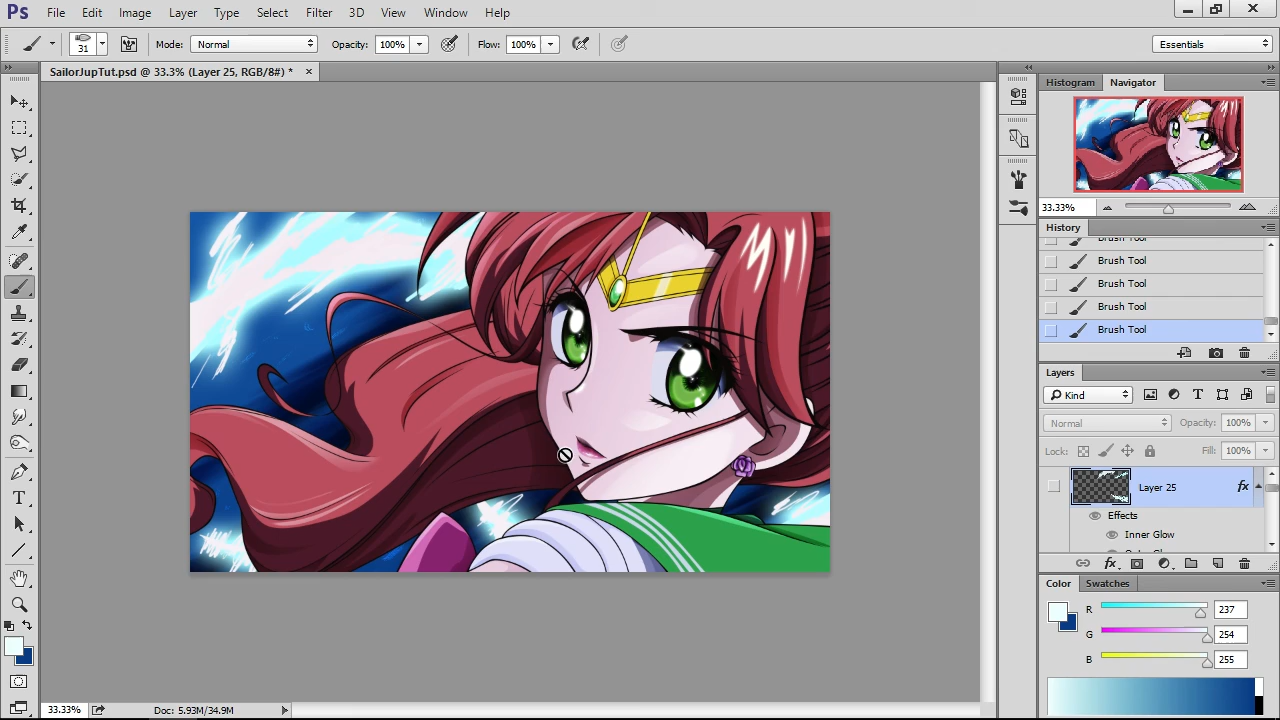 Ps File Edit Image Layer Type Select Filter 3D View Window Help
31 Mode: Normal Opacity: 100% Flow: 100% Essentials
SailorJupTut.psd @ 33.3% (Layer 25, RGB/8#) * ×
Histogram Navigator
33.33%
History
Brush Tool
Brush Tool
Brush Tool
Brush Tool
Brush Tool
Layers
Kind
Normal Opacity: 100%
Lock: Fill: 100%
Layer 25 fx
Effects
Inner Glow
Color Swatches
R 237
G 254
B 255
33.33% Doc: 5.93M/34.9M